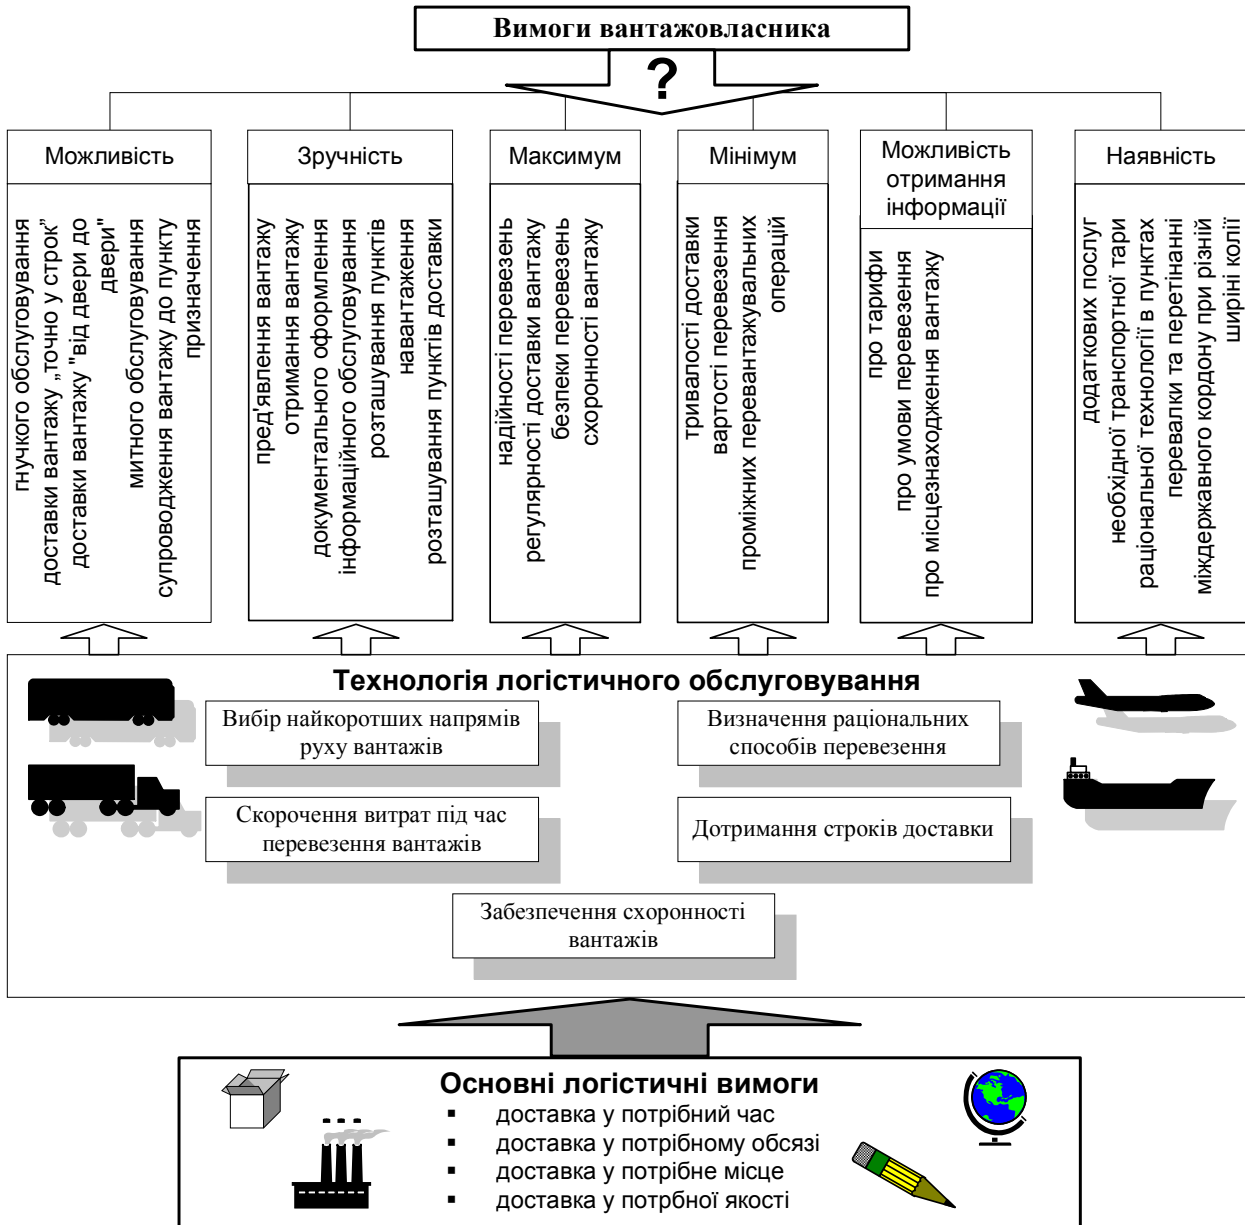 Вимоги вантажовласника
?
Можливість
гнучкого обслуговування
доставки вантажу „точно у строк”
доставки вантажу "від двери до
двери"
митного обслуговування
супроводження вантажу до пункту
призначення
Зручність
пред'явлення вантажу
отримання вантажу
документального оформлення
інформаційного обслуговування
розташування пунктів
навантаження
розташування пунктів доставки
Максимум
надійності перевезень
регулярності доставки вантажу
безпеки перевезень
схоронності вантажу
Мінімум
тривалості доставки
вартості перевезення
проміжних перевантажувальних
операцій
Можливість
отримання
інформації
про тарифи
про умови перевезення
про місцезнаходження вантажу
Наявність
додаткових послуг
необхідної транспортної тари
раціональної технології в пунктах
перевалки та перетінанні
міждержавного кордону при різній
ширіні колії
Технологія логістичного обслуговування
Вибір найкоротших напрямів
руху вантажів
Визначення раціональних
способів перевезення
Скорочення витрат під час
перевезення вантажів
Дотримання строків доставки
Забезпечення схоронності
вантажів
Основні логістичні вимоги
▪ доставка у потрібний час
▪ доставка у потрібному обсязі
▪ доставка у потрібне місце
▪ доставка у потрбної якості